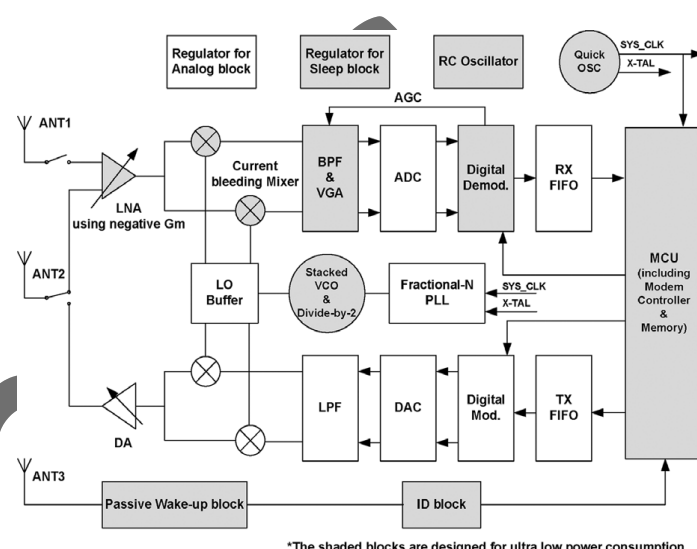 Regulator for
Analog block
Regulator for
Sleep block
RC Oscillator
Quick
OSC
SYS_CLK
X-TAL
ANT1
AGC
LNA
using negative Gm
Current
bleeding Mixer
BPF
&
VGA
ADC
Digital
Demod.
RX
FIFO
MCU
(including
Modem
Controller
&
Memory)
ANT2
LO
Buffer
Stacked
VCO
&
Divide-by-2
Fractional-N
PLL
SYS_CLK
X-TAL
DA
LPF
DAC
Digital
Mod.
TX
FIFO
ANT3
Passive Wake-up block
ID block
*The shaded blocks are designed for ultra low power consumption